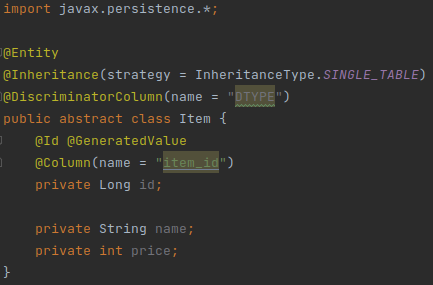 import javax.persistence.*;
@Entity
@Inheritance(strategy = InheritanceType.SINGLE_TABLE)
@DiscriminatorColumn(name = "DTYPE")
public abstract class Item {
@Id @GeneratedValue
@Column(name = "item_id")
private Long id;
private String name;
private int price;
}